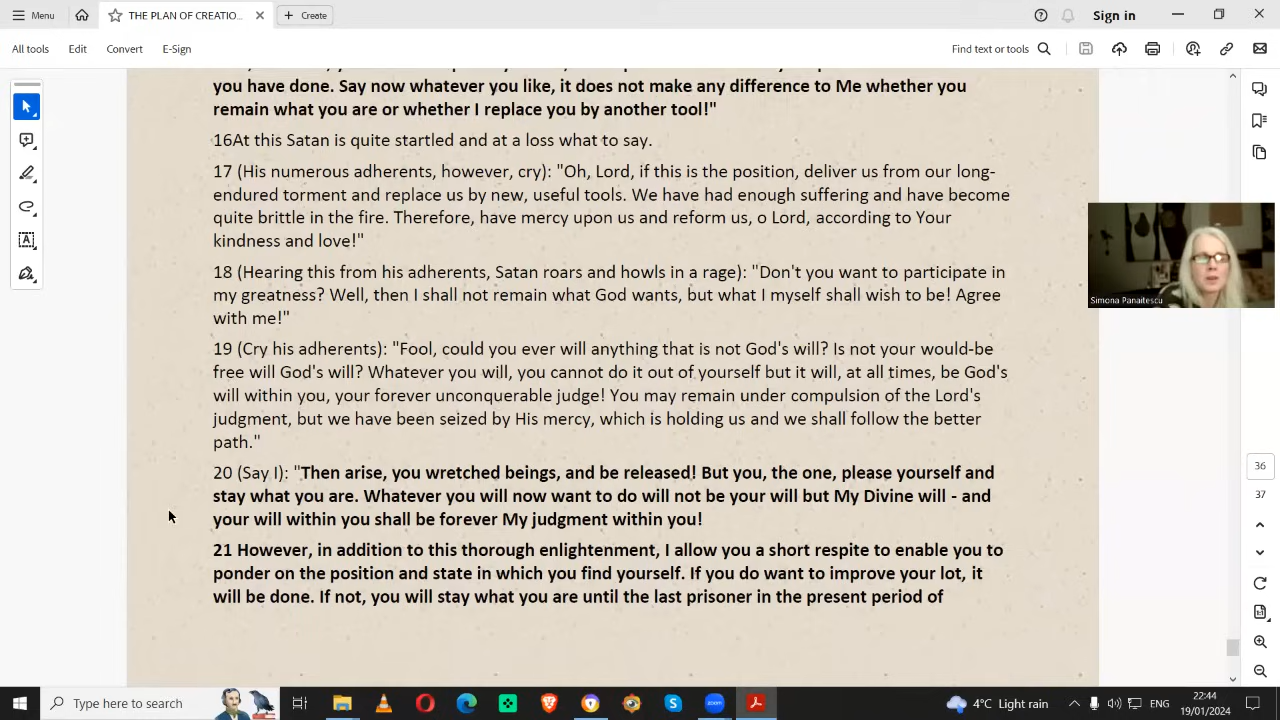 Menu
THE PLAN OF CREATIO...
Create
Sign in
All tools
Edit
Convert
E-Sign
Find text or tools
you have done. Say now whatever you like, it does not make any difference to Me whether you
remain what you are or whether I replace you by another tool!"
16At this Satan is quite startled and at a loss what to say.
17 (His numerous adherents, however, cry): "Oh, Lord, if this is the position, deliver us from our long-
endured torment and replace us by new, useful tools. We have had enough suffering and have become
quite brittle in the fire. Therefore, have mercy upon us and reform us, o Lord, according to Your
kindness and love!"
18 (Hearing this from his adherents, Satan roars and howls in a rage): "Don't you want to participate in
my greatness? Well, then I shall not remain what God wants, but what I myself shall wish to be! Agree
with me!"
19 (Cry his adherents): "Fool, could you ever will anything that is not God's will? Is not your would-be
free will God's will? Whatever you will, you cannot do it out of yourself but it will, at all times, be God's
will within you, your forever unconquerable judge! You may remain under compulsion of the Lord's
judgment, but we have been seized by His mercy, which is holding us and we shall follow the better
path."
20 (Say I): "Then arise, you wretched beings, and be released! But you, the one, please yourself and
stay what you are. Whatever you will now want to do will not be your will but My Divine will - and
your will within you shall be forever My judgment within you!
21 However, in addition to this thorough enlightenment, I allow you a short respite to enable you to
ponder on the position and state in which you find yourself. If you do want to improve your lot, it
will be done. If not, you will stay what you are until the last prisoner in the present period of
Simona Panaitescu
36
37
Type here to search
4°C Light rain
ENG
22:44
19/01/2024